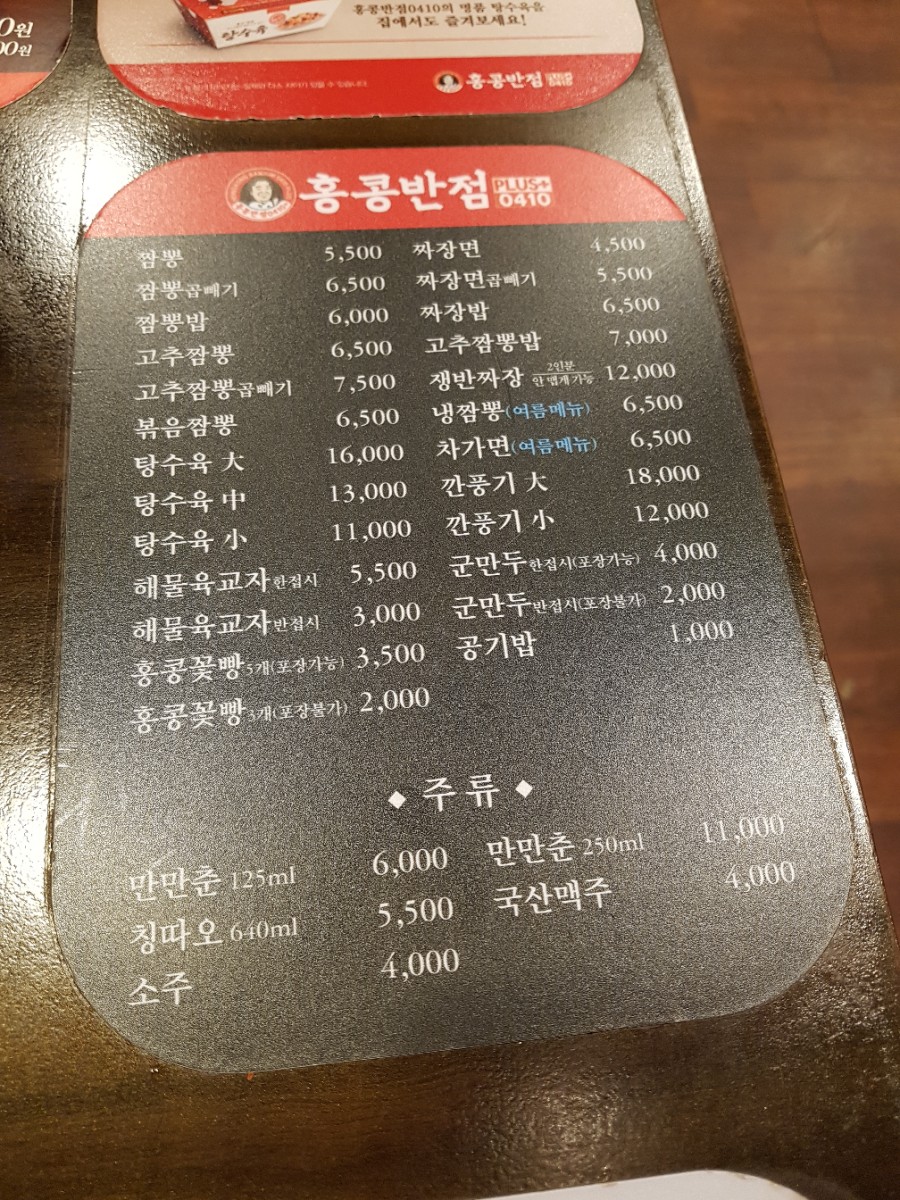 0원
00원
홍콩반점0410의 명품 탕수육을
집에서도 즐겨보세요!
탕수육
홍콩반점 PLUS+ 0410
홍콩반점 PLUS+ 0410
짬뽕 5,500 짜장면 4,500
짬뽕곱빼기 6,500 짜장면곱빼기 5,500
짬뽕밥 6,000 짜장밥 6,500
고추짬뽕 6,500 고추짬뽕밥 7,000
고추짬뽕곱빼기 7,500 쟁반짜장 2인분 안 맵게 가능 12,000
볶음짬뽕 6,500 냉짬뽕(여름메뉴) 6,500
탕수육 大 16,000 차가면(여름메뉴) 6,500
탕수육 中 13,000 깐풍기 大 18,000
탕수육 小 11,000 깐풍기 小 12,000
해물육교자한접시 5,500 군만두한접시(포장가능) 4,000
해물육교자반접시 3,000 군만두반접시(포장불가) 2,000
홍콩꽃빵5개(포장가능) 3,500 공기밥 1,000
홍콩꽃빵3개(포장불가) 2,000
◆ 주류 ◆
만만춘 125ml 6,000 만만춘 250ml 11,000
칭따오 640ml 5,500 국산맥주 4,000
소주 4,000